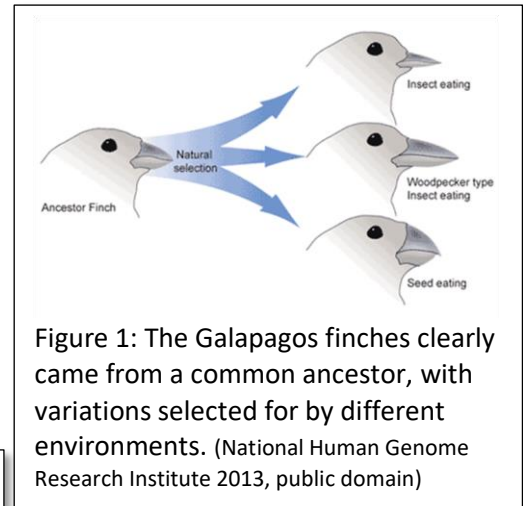 Insect eating
Natural
selection
Ancestor Finch
Woodpecker type
Insect eating
Seed eating
Figure 1: The Galapagos finches clearly
came from a common ancestor, with
variations selected for by different
environments. (National Human Genome
Research Institute 2013, public domain)